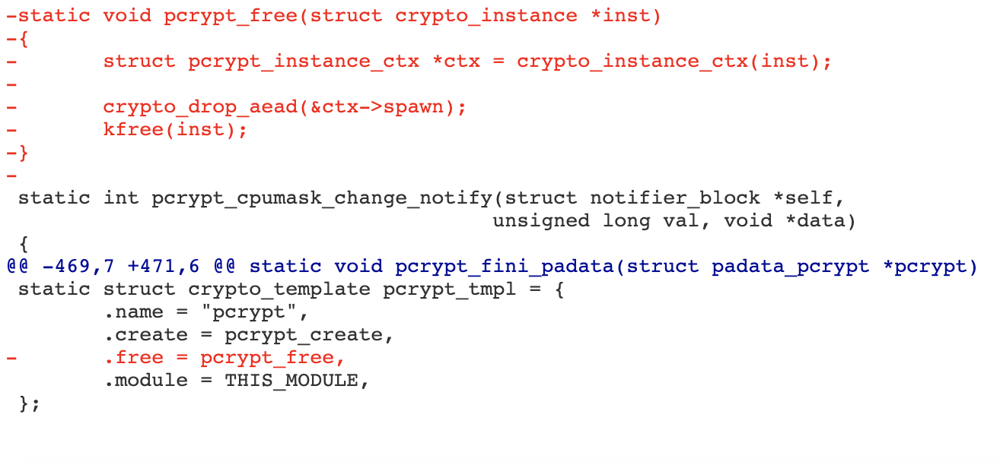 -static void pcrypt_free(struct crypto_instance *inst)
-{
-       struct pcrypt_instance_ctx *ctx = crypto_instance_ctx(inst);
-
-       crypto_drop_aead(&ctx->spawn);
-       kfree(inst);
-}
-
 static int pcrypt_cpumask_change_notify(struct notifier_block *self,
                                        unsigned long val, void *data)
 {
@@ -469,7 +471,6 @@ static void pcrypt_fini_padata(struct padata_pcrypt *pcrypt)
 static struct crypto_template pcrypt_tmpl = {
        .name = "pcrypt",
        .create = pcrypt_create,
-       .free = pcrypt_free,
        .module = THIS_MODULE,
 };